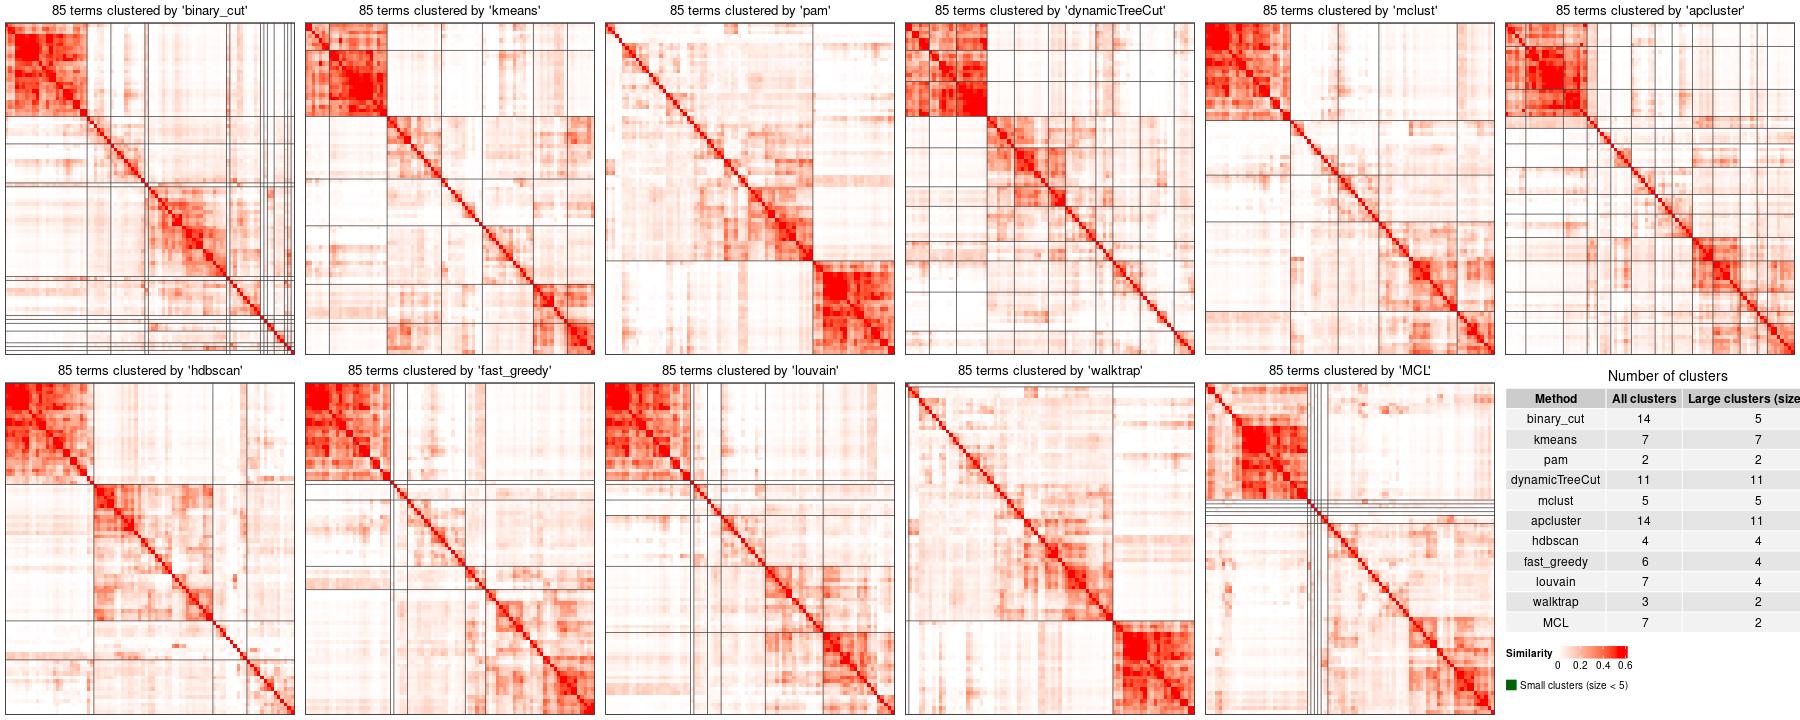 85 terms clustered by 'binary_cut'
85 terms clustered by 'kmeans'
85 terms clustered by 'pam'
85 terms clustered by 'dynamicTreeCut'
85 terms clustered by 'mclust'
85 terms clustered by 'apcluster'
85 terms clustered by 'hdbscan'
85 terms clustered by 'fast_greedy'
85 terms clustered by 'louvain'
85 terms clustered by 'walktrap'
85 terms clustered by 'MCL'
Number of clusters
Method All clusters Large clusters (size
binary_cut 14 5
kmeans 7 7
pam 2 2
dynamicTreeCut 11 11
mclust 5 5
apcluster 14 11
hdbscan 4 4
fast_greedy 6 4
louvain 7 4
walktrap 3 2
MCL 7 2
Similarity
0 0.2 0.4 0.6
Small clusters (size < 5)